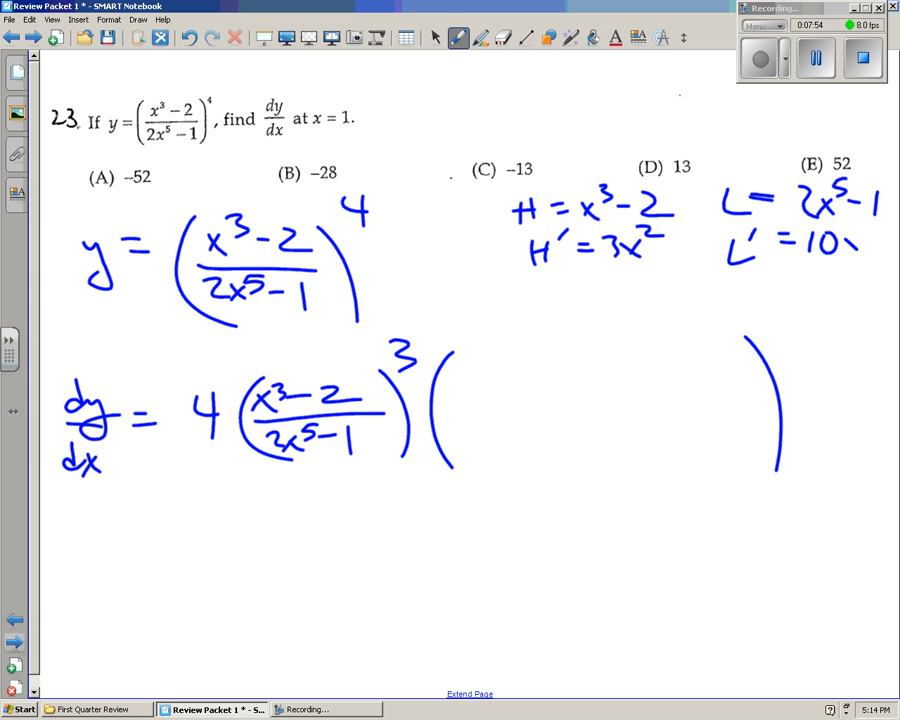 Review Packet 1 * - SMART Notebook
Recording...
File Edit View Insert Format Draw Help
Menu 0:07:54 8.0 fps
23. If y = ( (x³ − 2) / (2x⁵ − 1) )⁴, find dy/dx at x = 1.
(A) −52 (B) −28 (C) −13 (D) 13 (E) 52
H = x³ − 2 L = 2x⁵ − 1
H′ = 3x² L′ = 10x
y = ( (x³ − 2) / (2x⁵ − 1) )⁴
dy/dx = 4 ( (x³ − 2) / (2x⁵ − 1) )³ ( )
Extend Page
Start First Quarter Review Review Packet 1 * - S... Recording... 5:14 PM